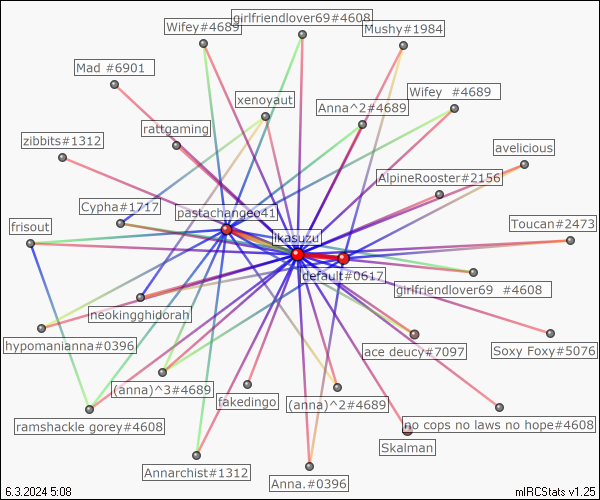 girlfriendlover69#4608
Wifey#4689
Mushy#1984
Mad #6901
Wifey #4689
xenoyaut
Anna^2#4689
rattgaming
zibbits#1312
avelicious
AlpineRooster#2156
Cypha#1717
pastachangeo41
Toucan#2473
frisout
ikasuzu
default#0617
girlfriendlover69 #4608
neokingghidorah
hypomanianna#0396
ace deucy#7097
Soxy Foxy#5076
(anna)^3#4689
fakedingo
(anna)^2#4689
ramshackle gorey#4608
no cops no laws no hope#4608
Skalman
Annarchist#1312
Anna.#0396
6.3.2024 5:08
mIRCStats v1.25